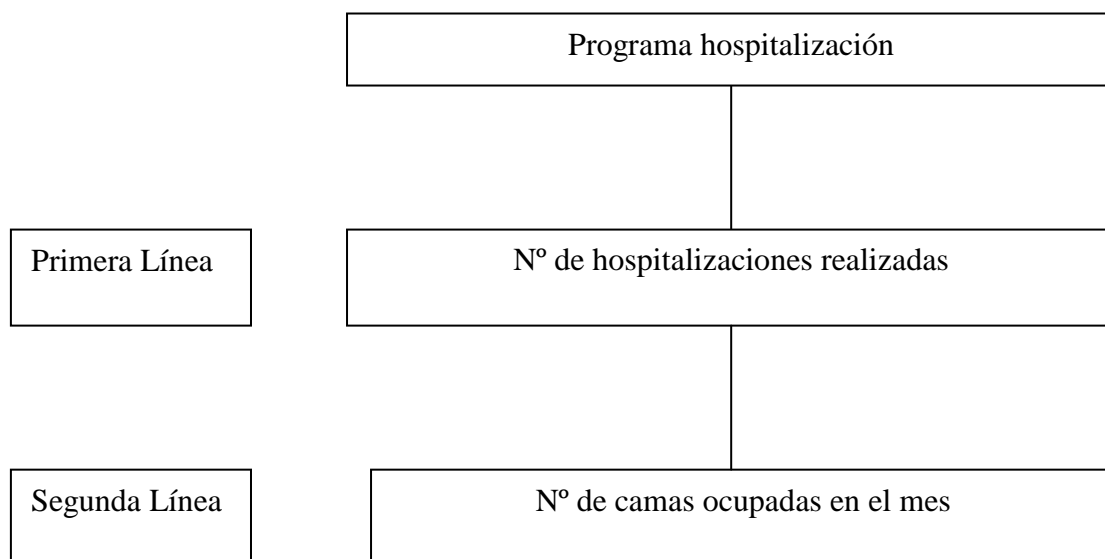 Programa hospitalización
Primera Línea
Nº de hospitalizaciones realizadas
Segunda Línea
Nº de camas ocupadas en el mes